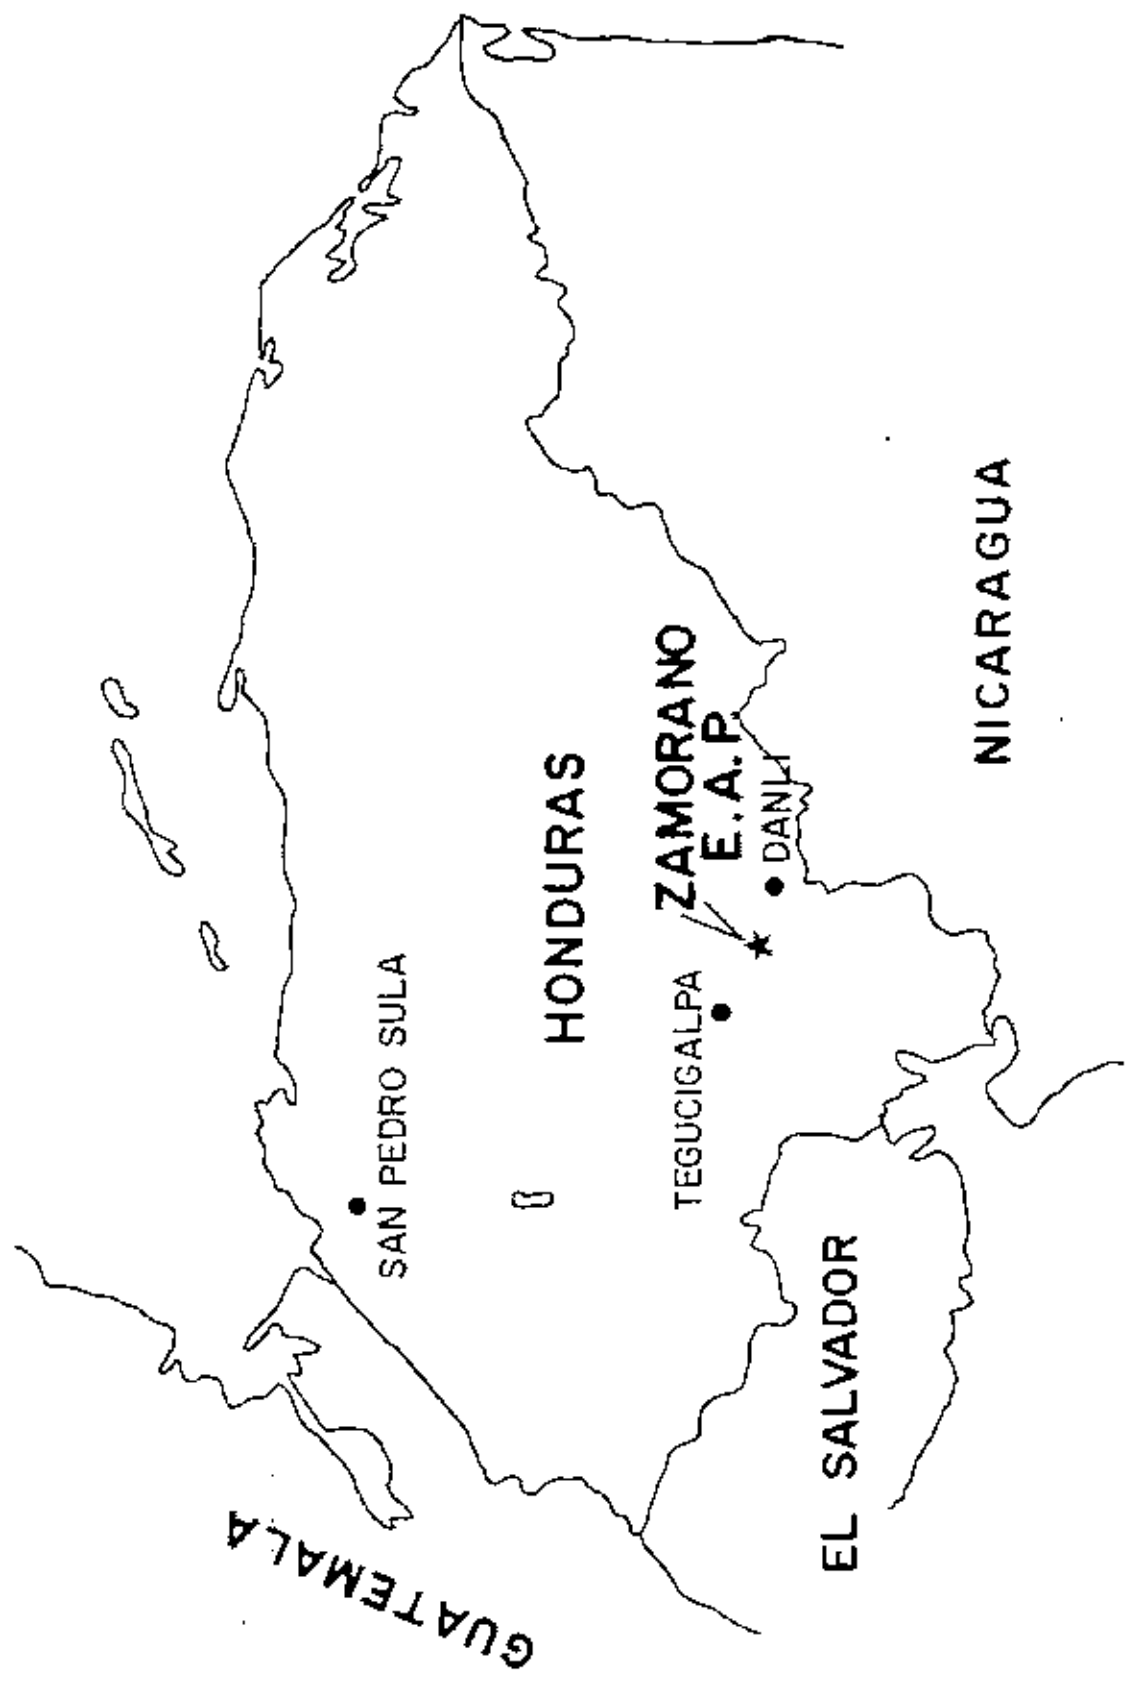 GUATEMALA
SAN PEDRO SULA
HONDURAS
ZAMORANO
E.A.P.
TEGUCIGALPA
DANLI
EL SALVADOR
NICARAGUA